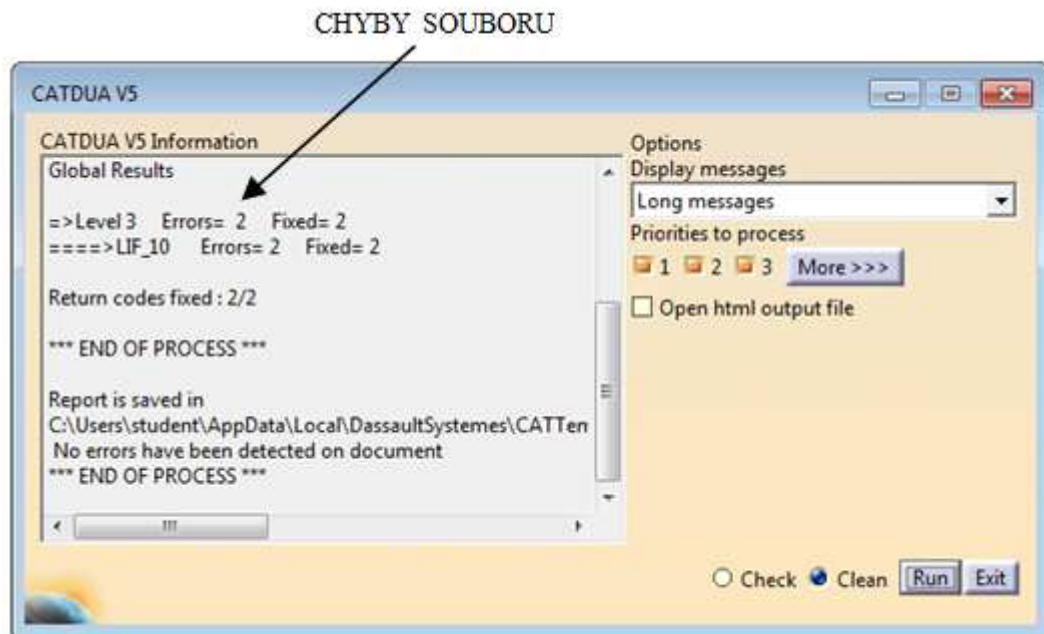 CHYBY SOUBORU
CATDUA V5
CATDUA V5 Information
Global Results
=>Level 3 Errors= 2 Fixed= 2
====>LIF_10 Errors= 2 Fixed= 2
Return codes fixed : 2/2
*** END OF PROCESS ***
Report is saved in
C:\Users\student\AppData\Local\DassaultSystemes\CATTen
No errors have been detected on document
*** END OF PROCESS ***
Options
Display messages
Long messages
Priorities to process
1 2 3 More >>>
Open html output file
Check Clean Run Exit